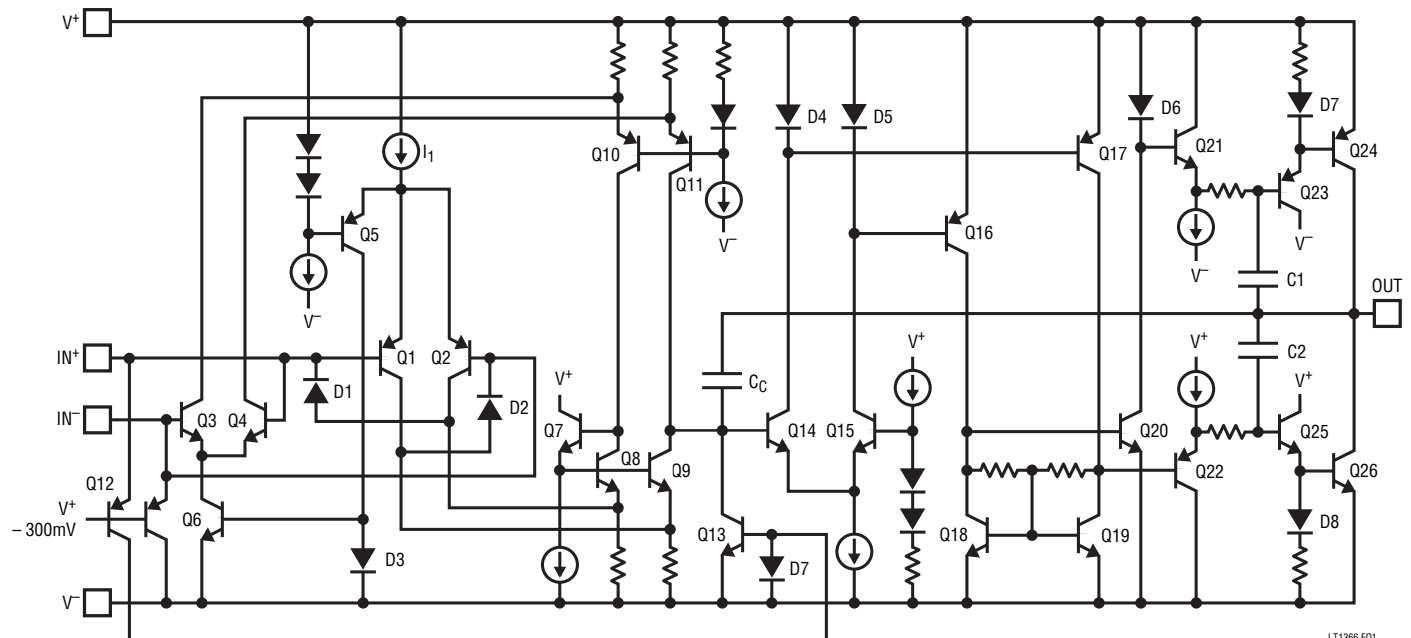 V+
I1
Q10
Q11
V–
D4
D5
Q17
D6
Q21
D7
Q24
Q23
V–
V–
Q5
V–
Q16
C1
OUT
IN+
D1
Q1
Q2
D2
V+
CC
V+
V+
C2
V+
IN–
Q3
Q4
Q7
Q8
Q9
Q14
Q15
Q20
Q22
Q25
Q26
Q12
V+
– 300mV
Q6
D3
Q13
D7
Q18
Q19
D8
V–
LT1366 F01